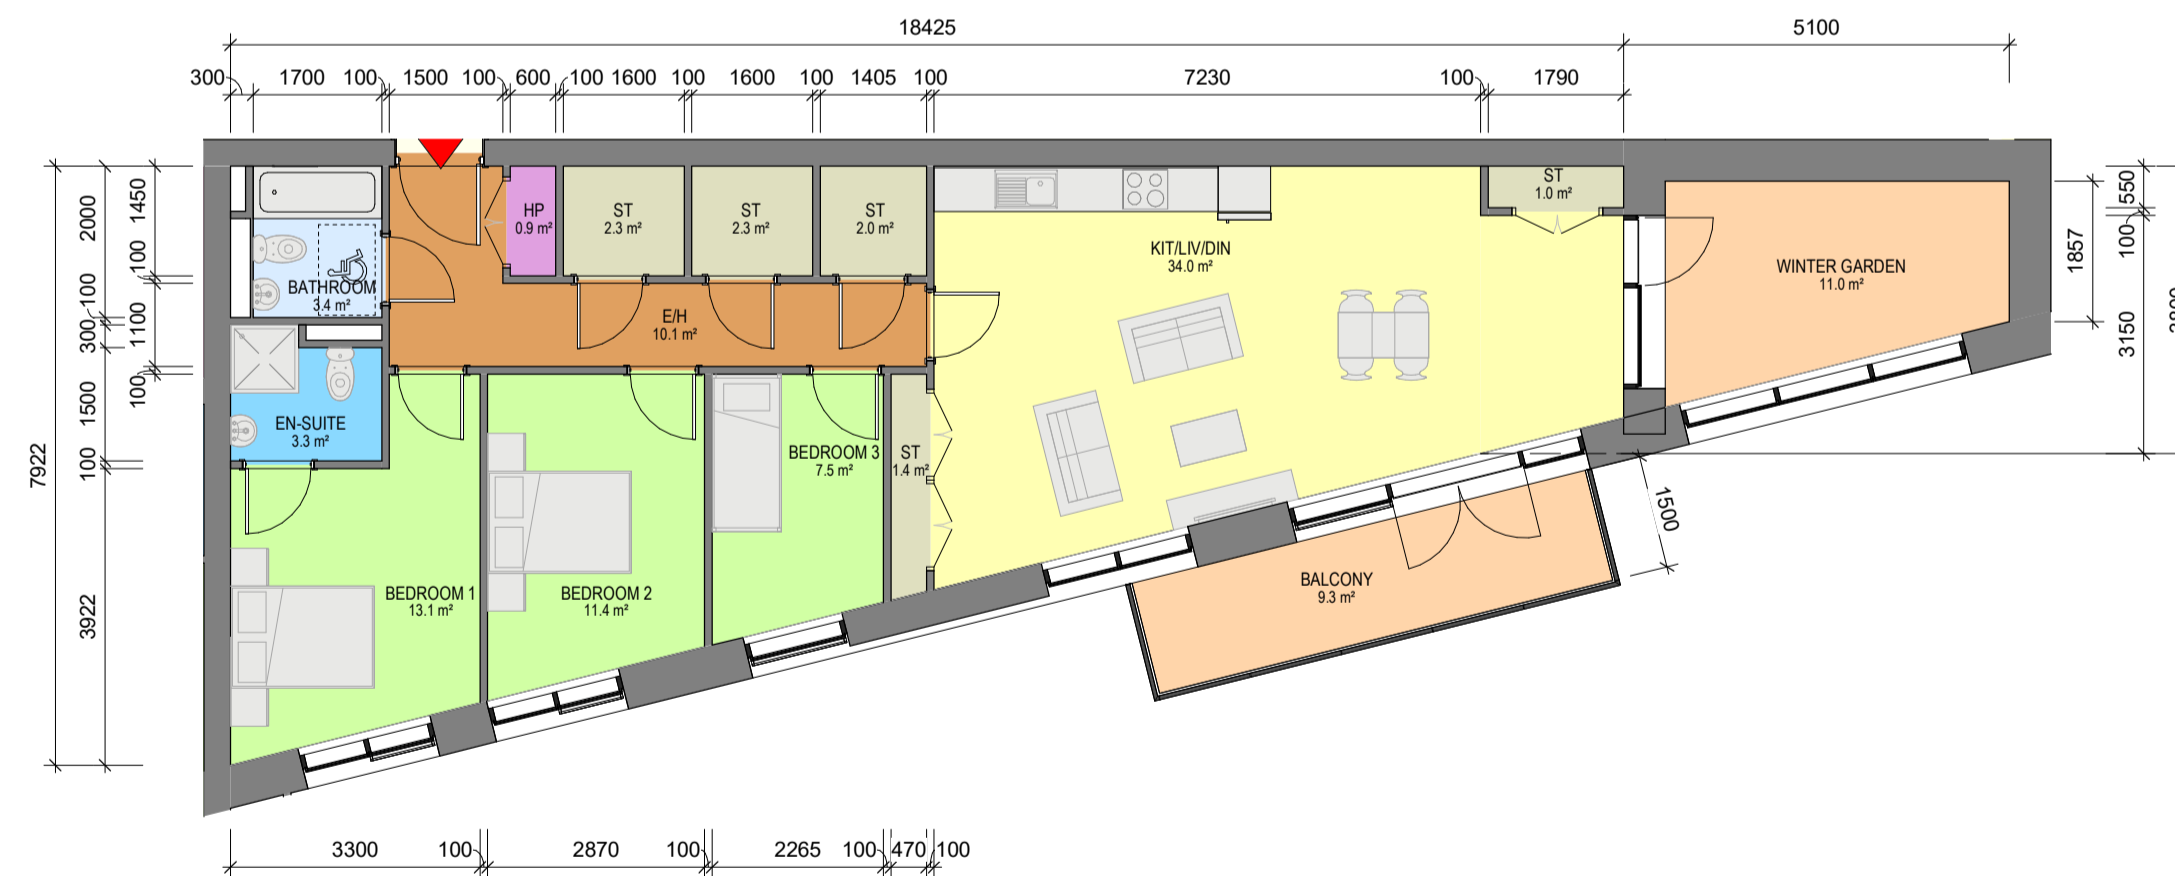 18425
5100
300
1700
100
1500
100
600
100
1600
100
1600
100
1405
100
7230
100
1790
7922
2000
100
300
1500
100
3922
1450
100
1100
100
HP
0.9 m²
ST
2.3 m²
ST
2.3 m²
ST
2.0 m²
ST
1.0 m²
KIT/LIV/DIN
34.0 m²
WINTER GARDEN
11.0 m²
BATHROOM
3.4 m²
E/H
10.1 m²
EN-SUITE
3.3 m²
BEDROOM 3
7.5 m²
ST
1.4 m²
BEDROOM 1
13.1 m²
BEDROOM 2
11.4 m²
BALCONY
9.3 m²
1500
1857
550
100
3150
3300
100
2870
100
2265
100
470
100